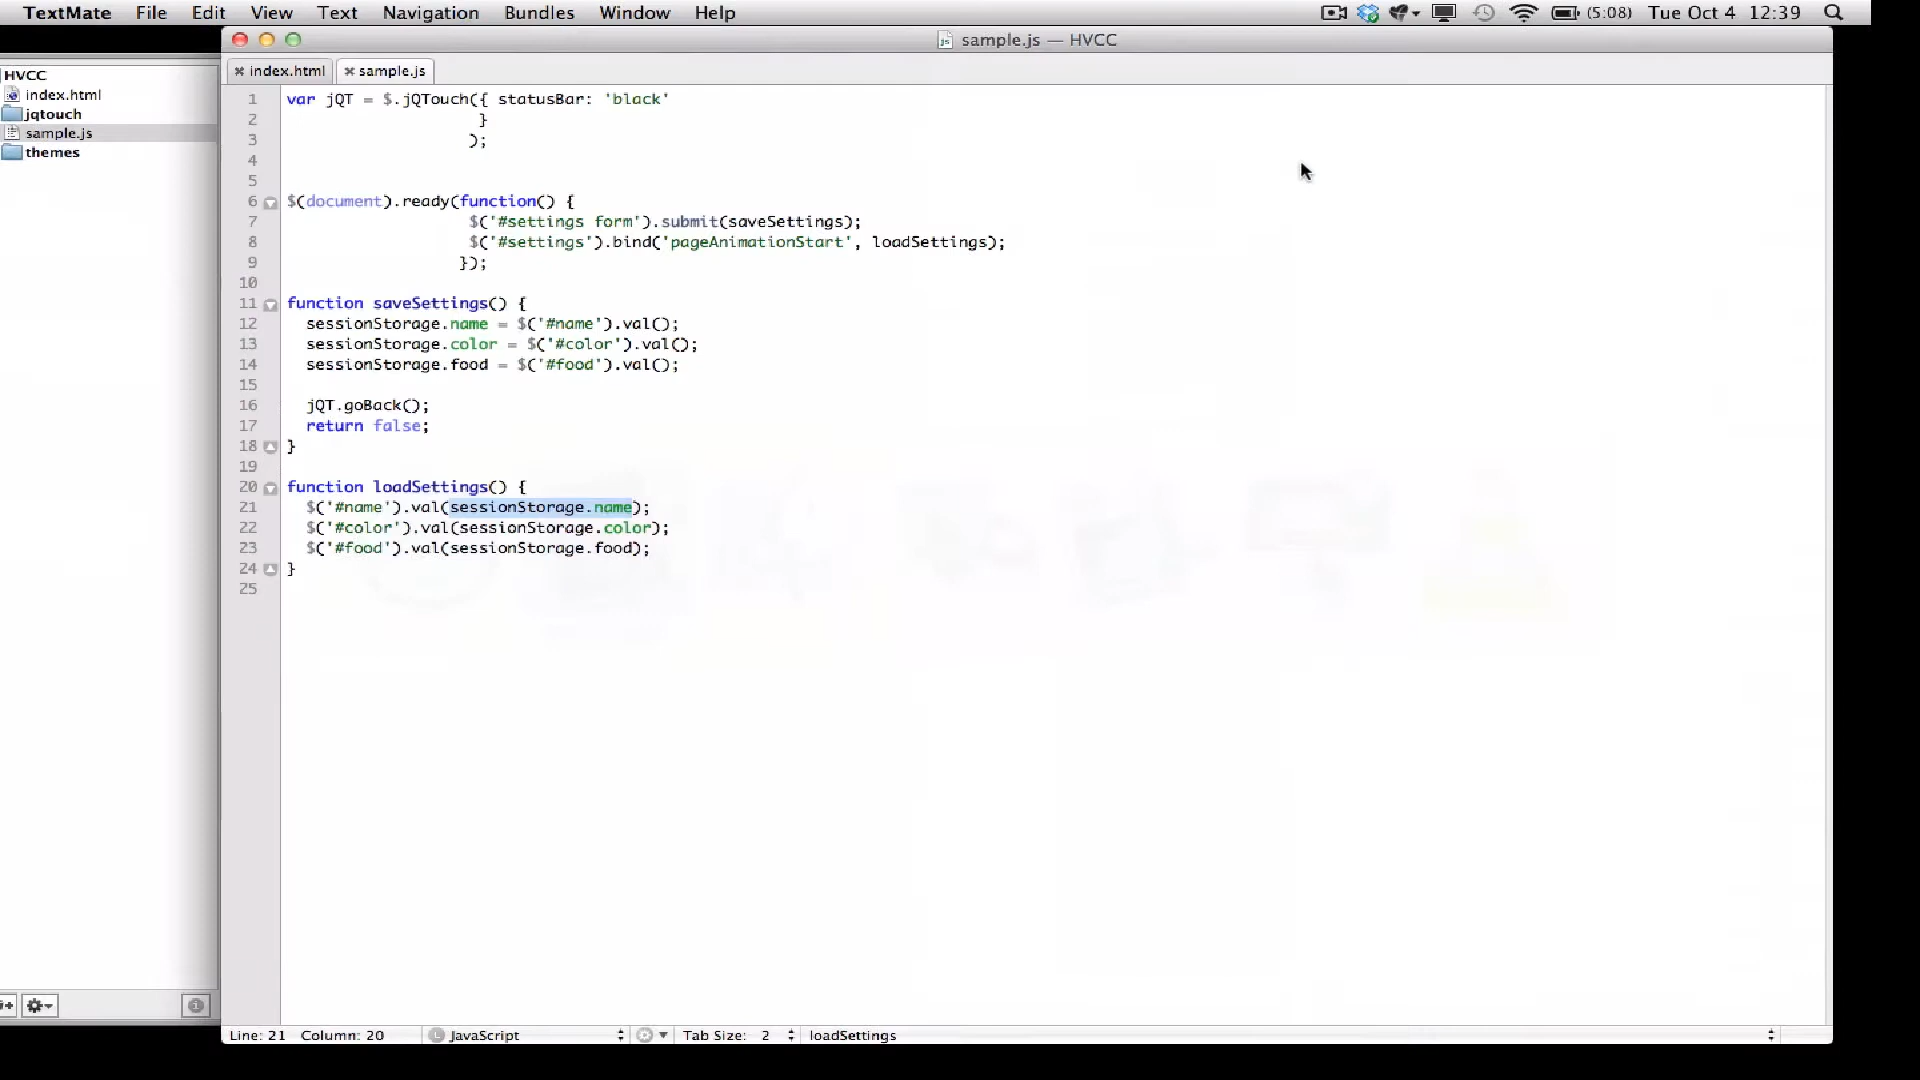 TextMate File Edit View Text Navigation Bundles Window Help (5:08) Tue Oct 4 12:39
sample.js — HVCC
HVCC
index.html
jqtouch
sample.js
themes
index.html sample.js
1 var jQT = $.jQTouch({ statusBar: 'black'
2 }
3 );
4
5
6 $(document).ready(function() {
7 $('#settings form').submit(saveSettings);
8 $('#settings').bind('pageAnimationStart', loadSettings);
9 });
10
11 function saveSettings() {
12 sessionStorage.name = $('#name').val();
13 sessionStorage.color = $('#color').val();
14 sessionStorage.food = $('#food').val();
15
16 jQT.goBack();
17 return false;
18 }
19
20 function loadSettings() {
21 $('#name').val(sessionStorage.name);
22 $('#color').val(sessionStorage.color);
23 $('#food').val(sessionStorage.food);
24 }
25
Line: 21 Column: 20 L JavaScript Tab Size: 2 loadSettings